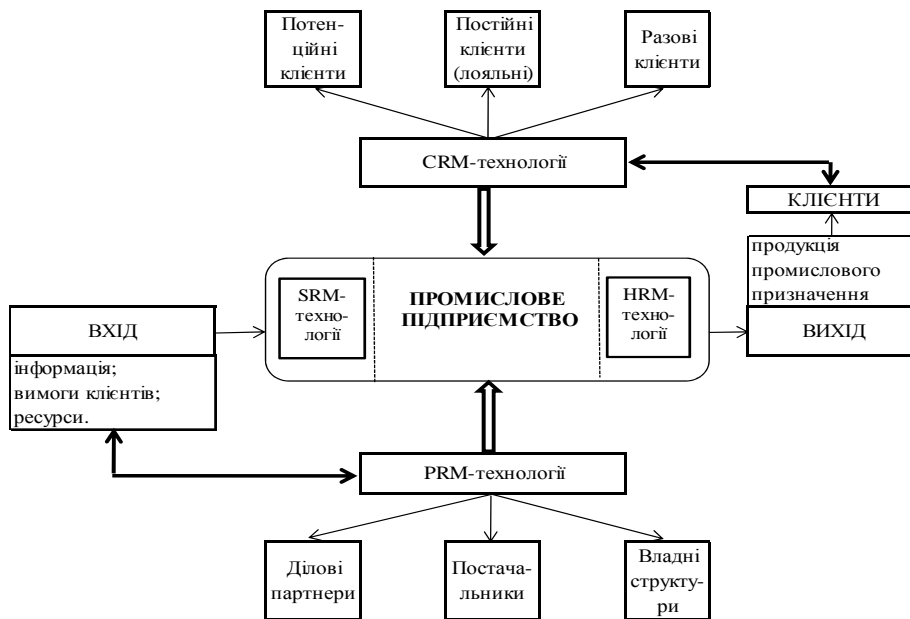 Потен-
ційні
клієнти
Постійні
клієнти
(лояльні)
Разові
клієнти
CRM-технології
КЛІЄНТИ
продукція
промислового
призначення
ВИХІД
SRM-
техно-
логії
ПРОМИСЛОВЕ
ПІДПРИЄМСТВО
HRM-
техно-
логії
ВХІД
інформація;
вимоги клієнтів;
ресурси.
PRM-технології
Ділові
партнери
Постача-
льники
Владні
структу-
ри